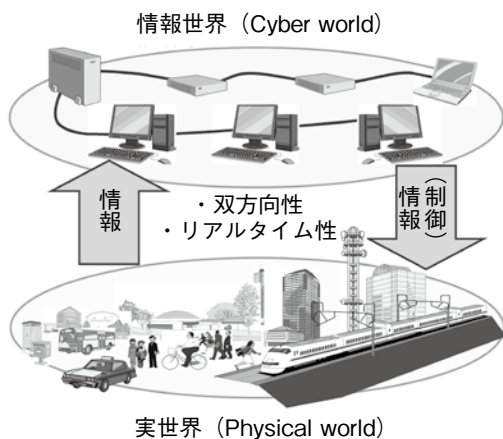 情報世界（Cyber world）
情報
・双方向性
・リアルタイム性
（制御）
情報
実世界（Physical world）